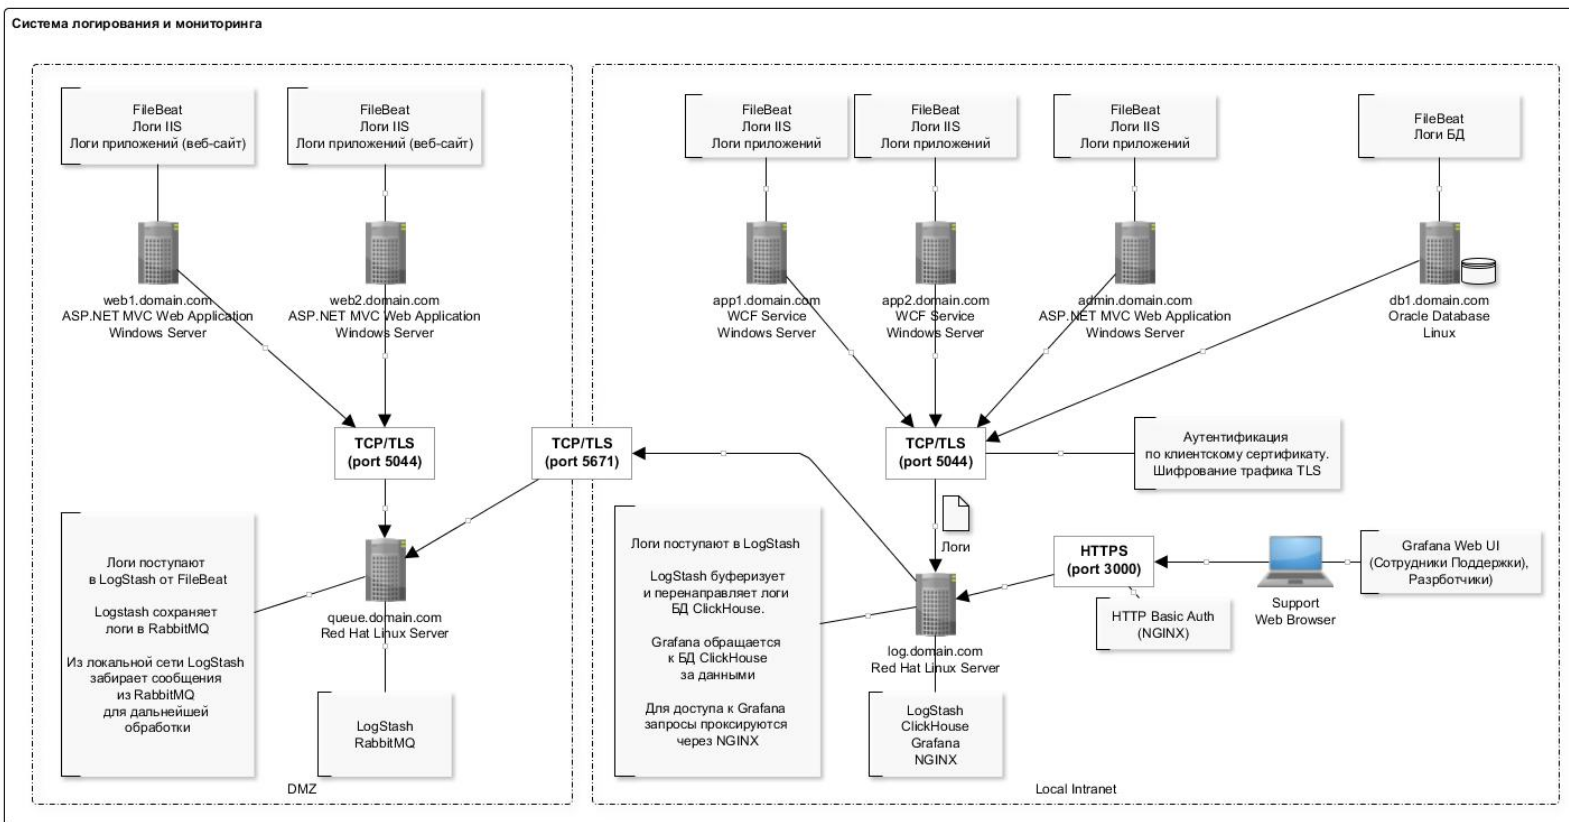 Система логирования и мониторинга
FileBeat
Логи IIS
Логи приложений (веб-сайт)
FileBeat
Логи IIS
Логи приложений (веб-сайт)
FileBeat
Логи IIS
Логи приложений
FileBeat
Логи IIS
Логи приложений
FileBeat
Логи IIS
Логи приложений
FileBeat
Логи БД
web1.domain.com
ASP.NET MVC Web Application
Windows Server
web2.domain.com
ASP.NET MVC Web Application
Windows Server
app1.domain.com
WCF Service
Windows Server
app2.domain.com
WCF Service
Windows Server
admin.domain.com
ASP.NET MVC Web Application
Windows Server
db1.domain.com
Oracle Database
Linux
TCP/TLS
(port 5044)
TCP/TLS
(port 5671)
TCP/TLS
(port 5044)
Аутентификация
по клиентскому сертификату.
Шифрование трафика TLS
Логи поступают
в LogStash от FileBeat
Logstash сохраняет
логи в RabbitMQ
Из локальной сети LogStash
забирает сообщения
из RabbitMQ
для дальнейшей
обработки
queue.domain.com
Red Hat Linux Server
LogStash
RabbitMQ
Логи поступают в LogStash
LogStash буферизует
и перенаправляет логи
БД ClickHouse.
Grafana обращается
к БД ClickHouse
за данными
Для доступа к Grafana
запросы проксируются
через NGINX
Логи
log.domain.com
Red Hat Linux Server
LogStash
ClickHouse
Grafana
NGINX
HTTPS
(port 3000)
HTTP Basic Auth
(NGINX)
Support
Web Browser
Grafana Web UI
(Сотрудники Поддержки),
Разрботчики)
DMZ
Local Intranet